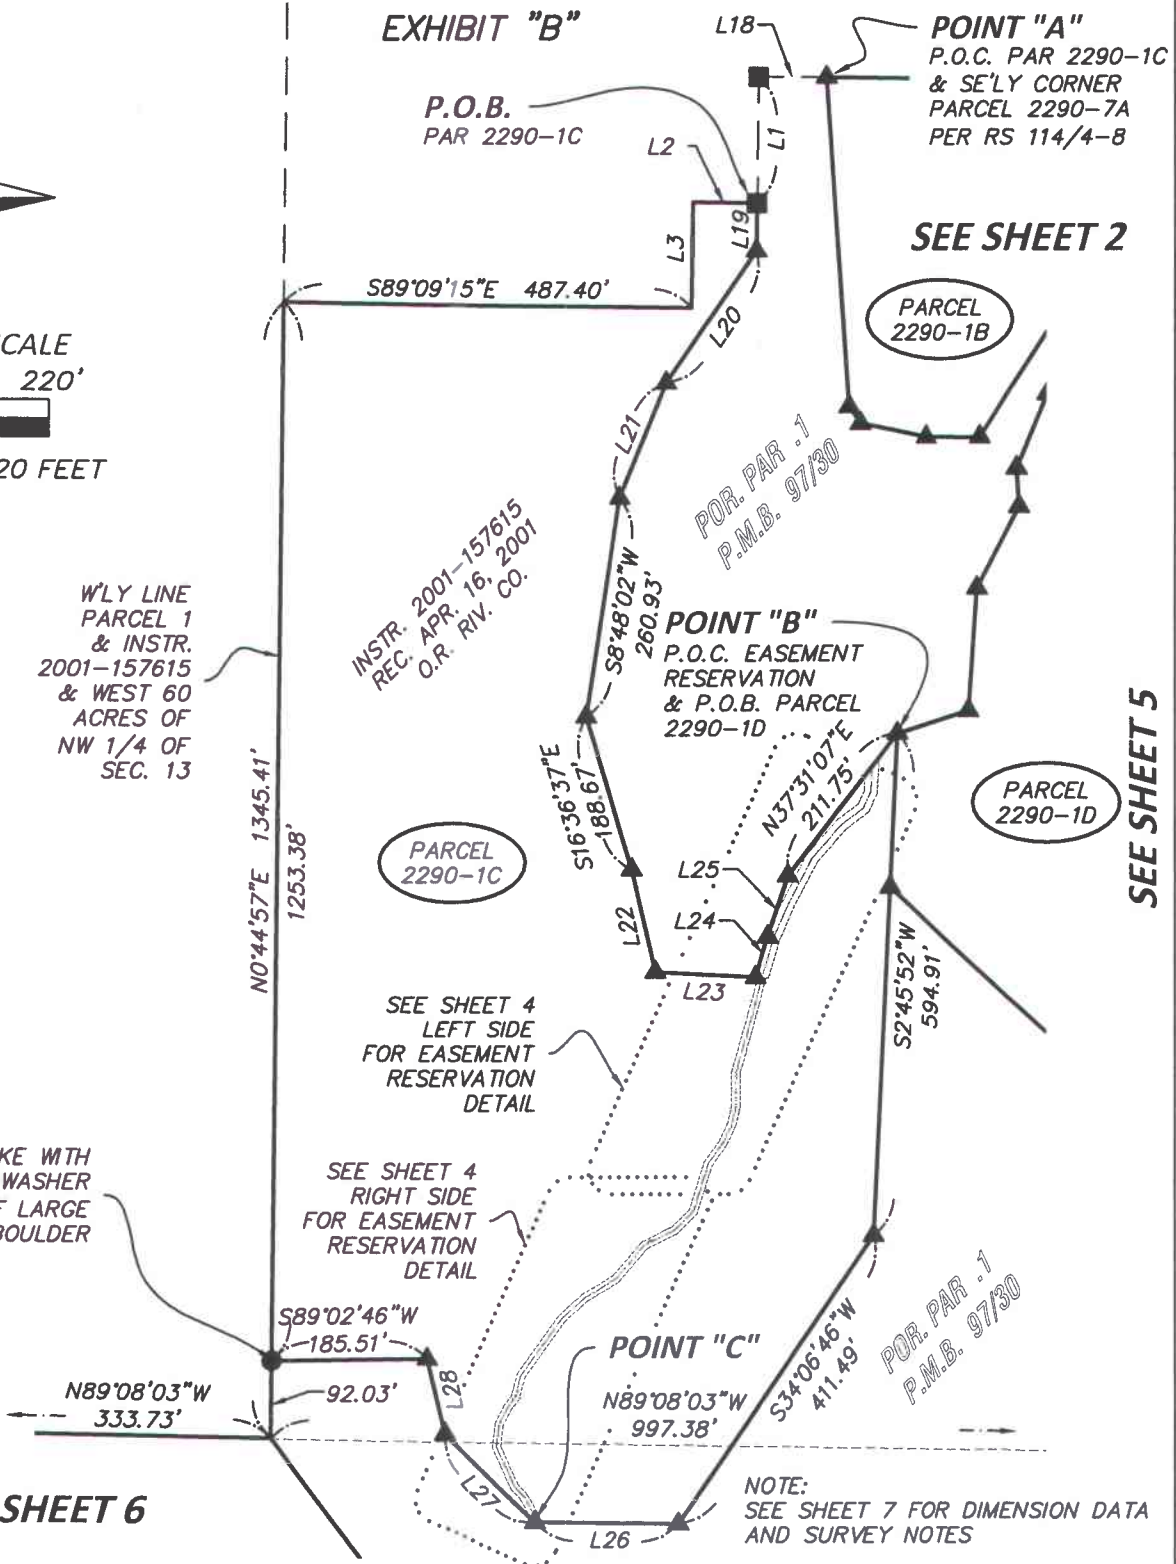 EXHIBIT "B"
L18
POINT "A"
P.O.C. PAR 2290-1C
& SE'LY CORNER
PARCEL 2290-7A
PER RS 114/4-8
P.O.B.
PAR 2290-1C
L2
L1
L19
L3
SEE SHEET 2
S89°09'15"E 487.40'
L20
PARCEL
2290-1B
CALE
220'
20 FEET
L21
POR. PAR .1
P.M.B. 97/30
INSTR. 2001-157615
REC. APR. 16, 2001
O.R. RIV. CO.
S8°48'02"W
260.93'
W'LY LINE
PARCEL 1
& INSTR.
2001-157615
& WEST 60
ACRES OF
NW 1/4 OF
SEC. 13
POINT "B"
P.O.C. EASEMENT
RESERVATION
& P.O.B. PARCEL
2290-1D
SEE SHEET 5
N0°44'57"E 1345.41'
1253.38'
S16°36'37"E
188.67'
N37°31'07"E
211.75'
PARCEL
2290-1D
PARCEL
2290-1C
L25
L24
L22
L23
S2°45'52"W
594.91'
SEE SHEET 4
LEFT SIDE
FOR EASEMENT
RESERVATION
DETAIL
KE WITH
WASHER
F LARGE
BOULDER
SEE SHEET 4
RIGHT SIDE
FOR EASEMENT
RESERVATION
DETAIL
S89°02'46"W
185.51'
POINT "C"
S34°06'46"W
411.49'
POR. PAR .1
P.M.B. 97/30
N89°08'03"W
333.73'
92.03'
L28
N89°08'03"W
997.38'
L27
L26
SHEET 6
NOTE:
SEE SHEET 7 FOR DIMENSION DATA
AND SURVEY NOTES